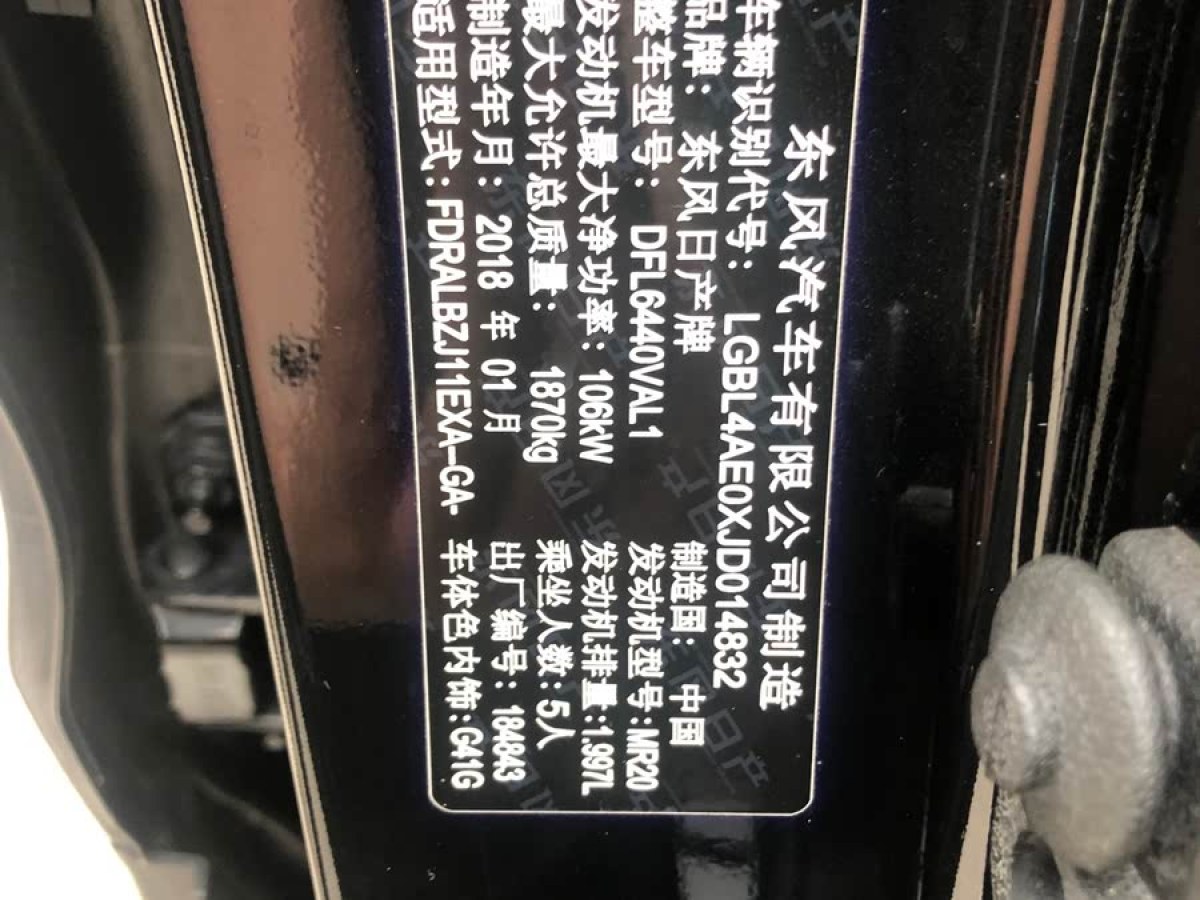 东风汽车有限公司制造
车辆识别代号: LGBL4AE0XJD014832
品牌: 东风日产牌 制造国: 中国
整车型号: DFL6440VAL1 发动机型号:MR20
发动机最大净功率: 106kW 发动机排量:1.997L
最大允许总质量: 1870kg 乘坐人数:5人
制造年月: 2018 年 01月 出厂编号: 184843
适用型式: FDRALBZJ11EXA-GA- 车体色内饰:G41G